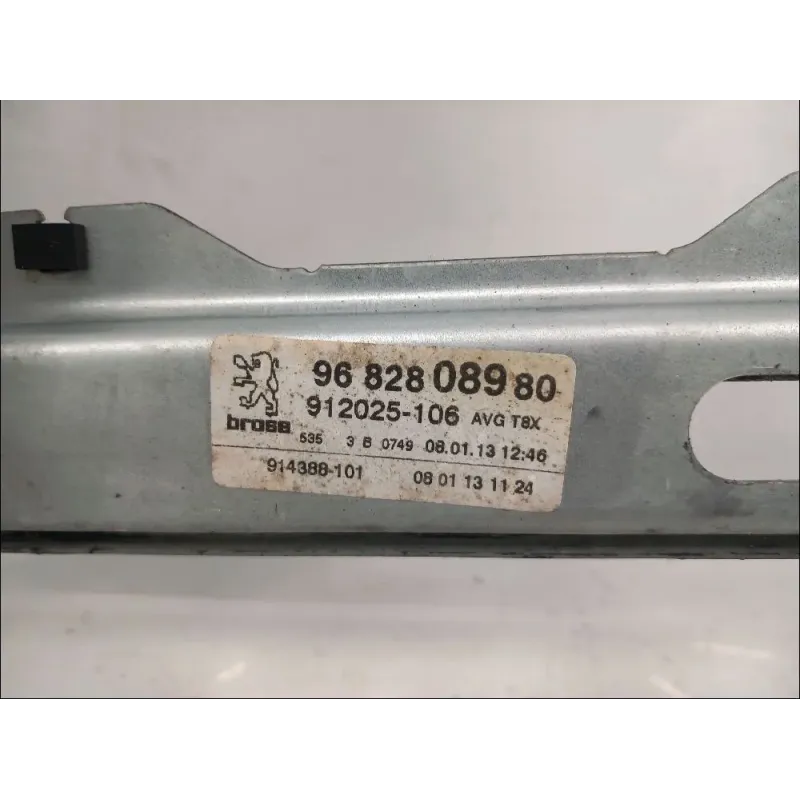 96 828 089 80
912025-106 AVG T8X
brose
535 3 B 0749 08.01.13 12:46
914388-101 08 01 13 11 24